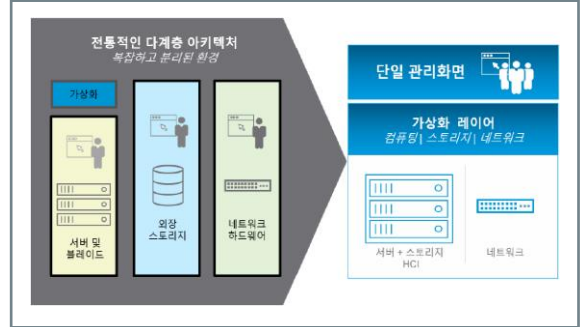 전통적인 다계층 아키텍처
복잡하고 분리된 환경
가상화
서버 및
블레이드
외장
스토리지
네트워크
하드웨어
단일 관리화면
가상화 레이어
컴퓨팅| 스토리지| 네트워크
서버 + 스토리지
HCI
네트워크